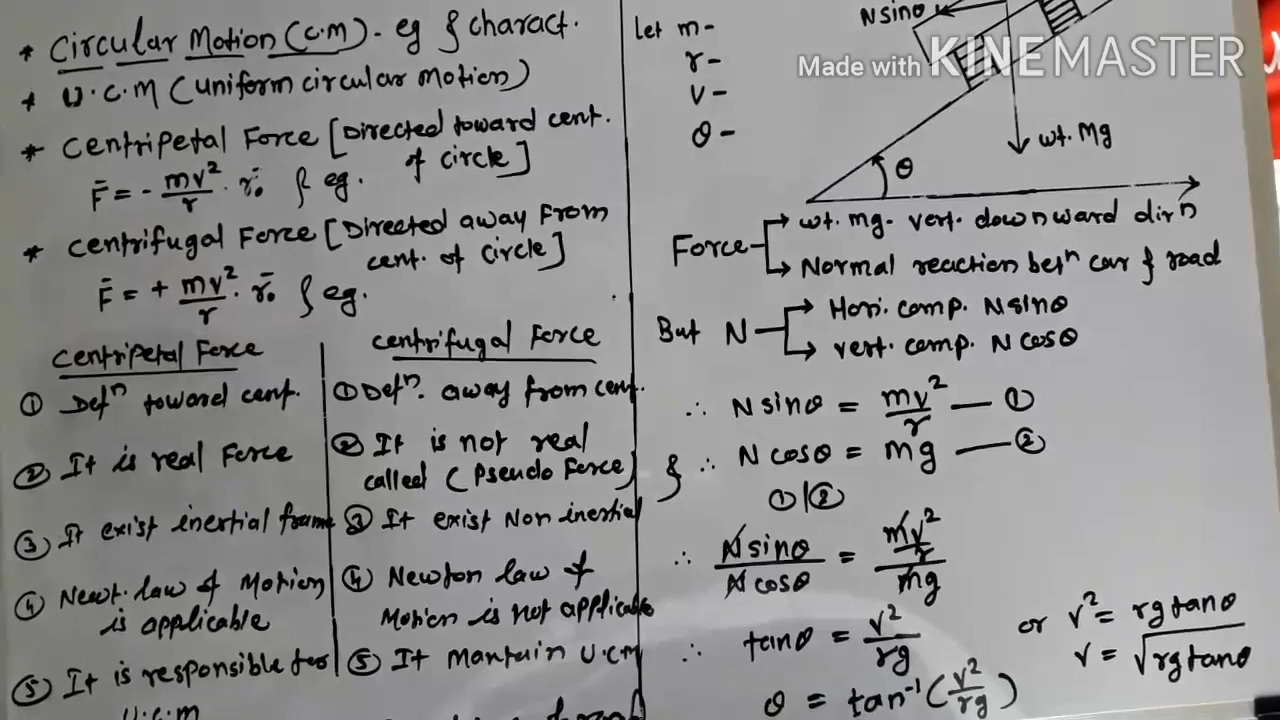 * Circular Motion (C.M) - eg & charact.
* U.C.M (uniform circular Motion)
* Centripetal Force [Directed toward cent. of circle]
F̄ = - mv²/r · r̄₀ & eg.
* Centrifugal Force [Directed away From cent. of circle]
F̄ = + mv²/r · r̄₀ & eg.
Centripetal Force
① Defⁿ toward cent.
② It is real Force
③ It exist inertial frame
④ Newt. law of Motion is applicable
⑤ It is responsible for U.C.M
Centrifugal Force
① Defⁿ. away from cent.
② It is not real called (Pseudo Force)
③ It exist Non inertial
④ Newton law of Motion is not applicable
⑤ It Mantain U.C.M
Let m-
r-
v-
θ-
N sinθ
Made with KINEMASTER
wt. Mg
θ
Force → wt. mg- vert. downward dirⁿ
→ Normal reaction betⁿ car & road
But N → Hori. comp. N sinθ
→ vert. comp. N cosθ
∴ N sinθ = mv²/r — ①
& ∴ N cosθ = mg — ②
①/②
∴ N sinθ / N cosθ = (mv²/r) / mg
∴ tanθ = v²/rg
θ = tan⁻¹ (v²/rg)
or v² = rg tanθ
v = √rg tanθ